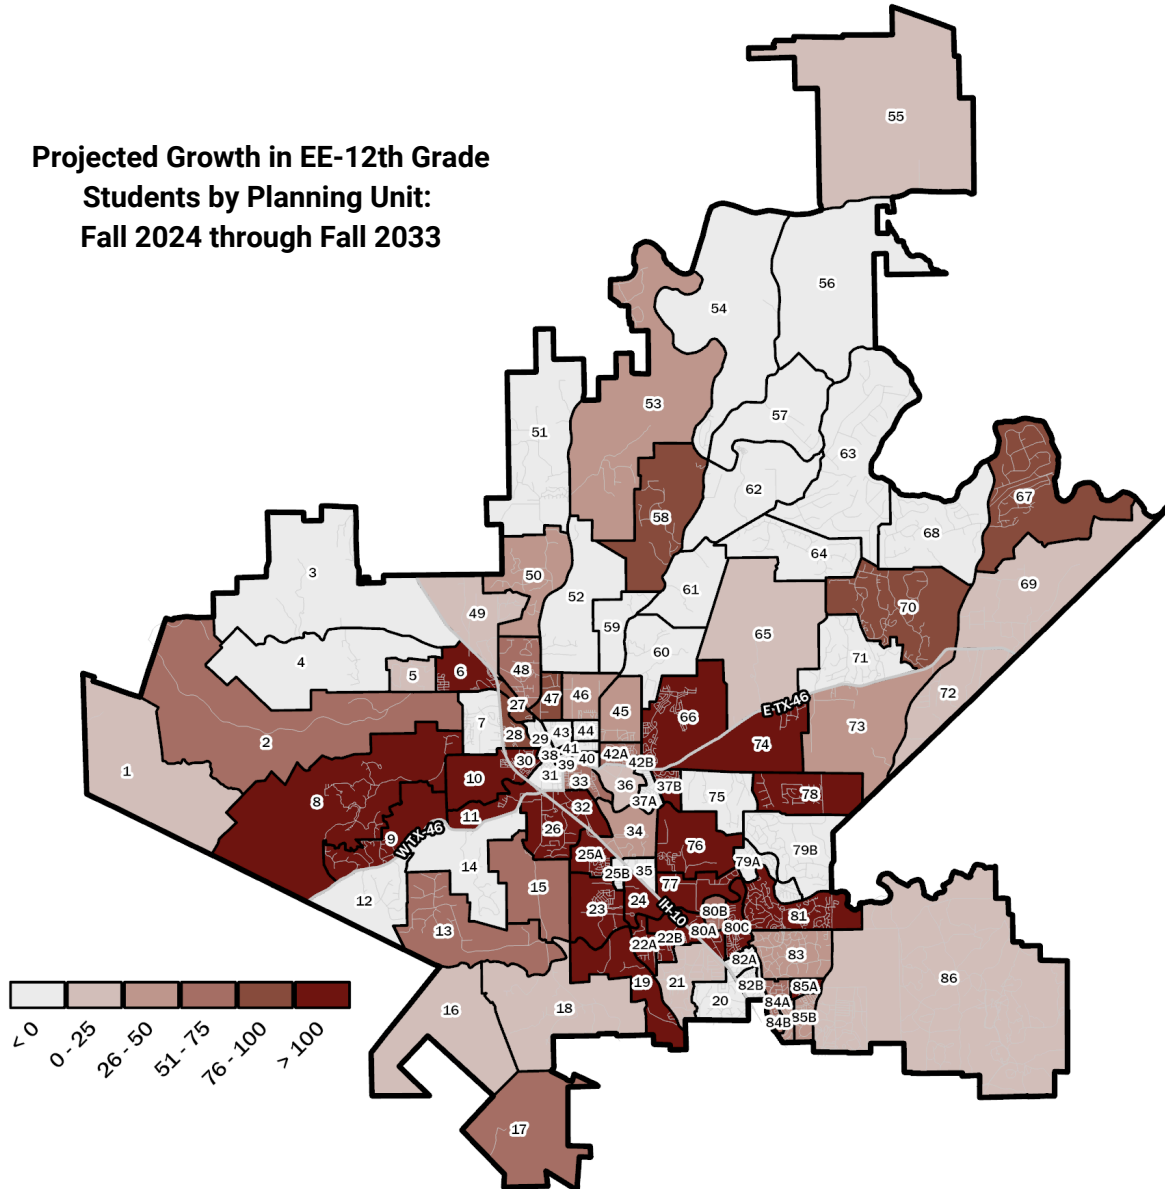 55
Projected Growth in EE-12th Grade
Students by Planning Unit:
Fall 2024 through Fall 2033
56
54
53
57
51
63
62
67
58
68
64
3
50
61
69
52
70
49
59
65
60
71
4
48
6
5
72
46
47
27
45
66
E TX-46
7
73
43
44
28
29
2
74
41
42A
38
40
30
42B
39
1
31
10
33
36
37B
78
75
8
37A
32
11
26
34
9
W TX-46
76
79B
25A
79A
14
35
25B
77
15
12
24
23
IH-10
80B
81
80C
80A
13
22B
22A
83
82A
86
19
21
82B
85A
20
84A
16
18
85B
84B
17
< 0
0 - 25
26 - 50
51 - 75
76 - 100
> 100